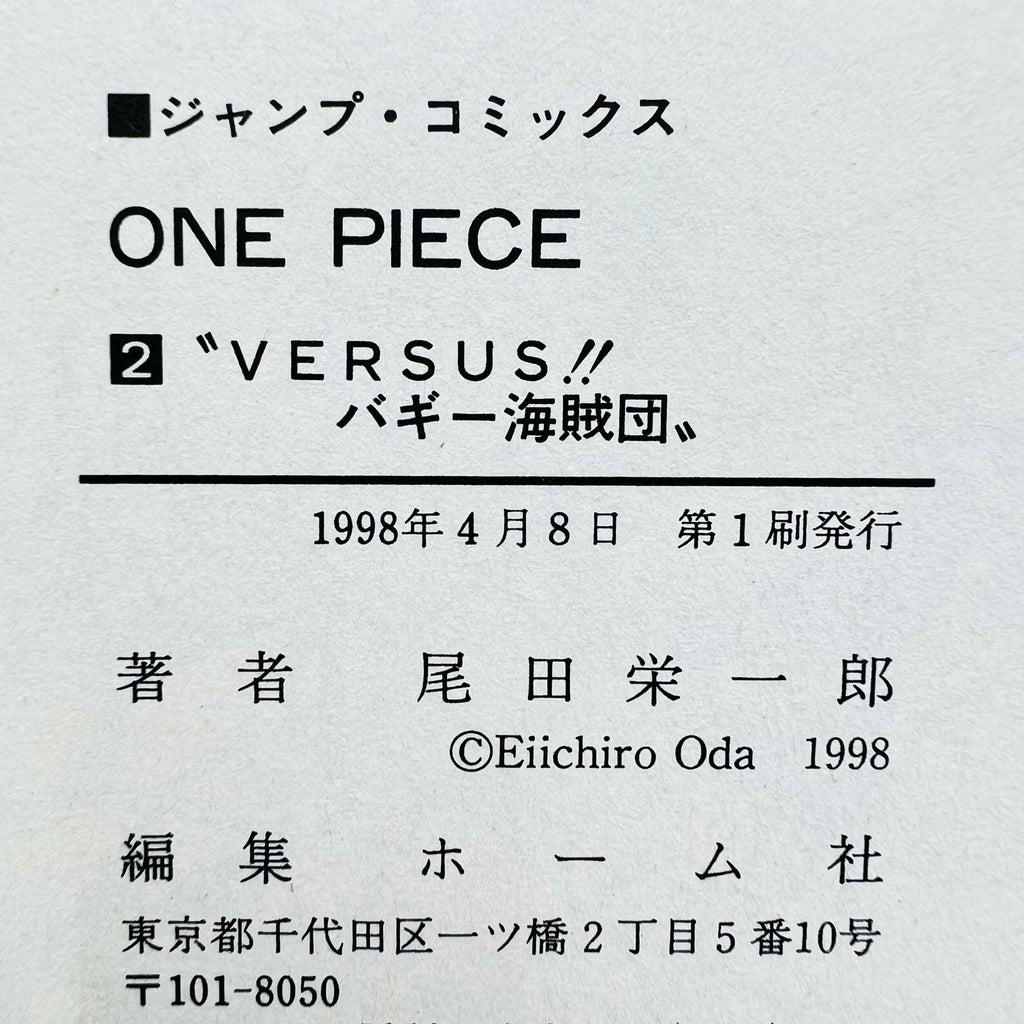 ■ジャンプ・コミックス
ONE PIECE
2 〝VERSUS!!
バギー海賊団〟
1998年4月8日 第1刷発行
著者 尾田栄一郎
©Eiichiro Oda 1998
編集 ホーム社
東京都千代田区一ツ橋2丁目5番10号
〒101-8050